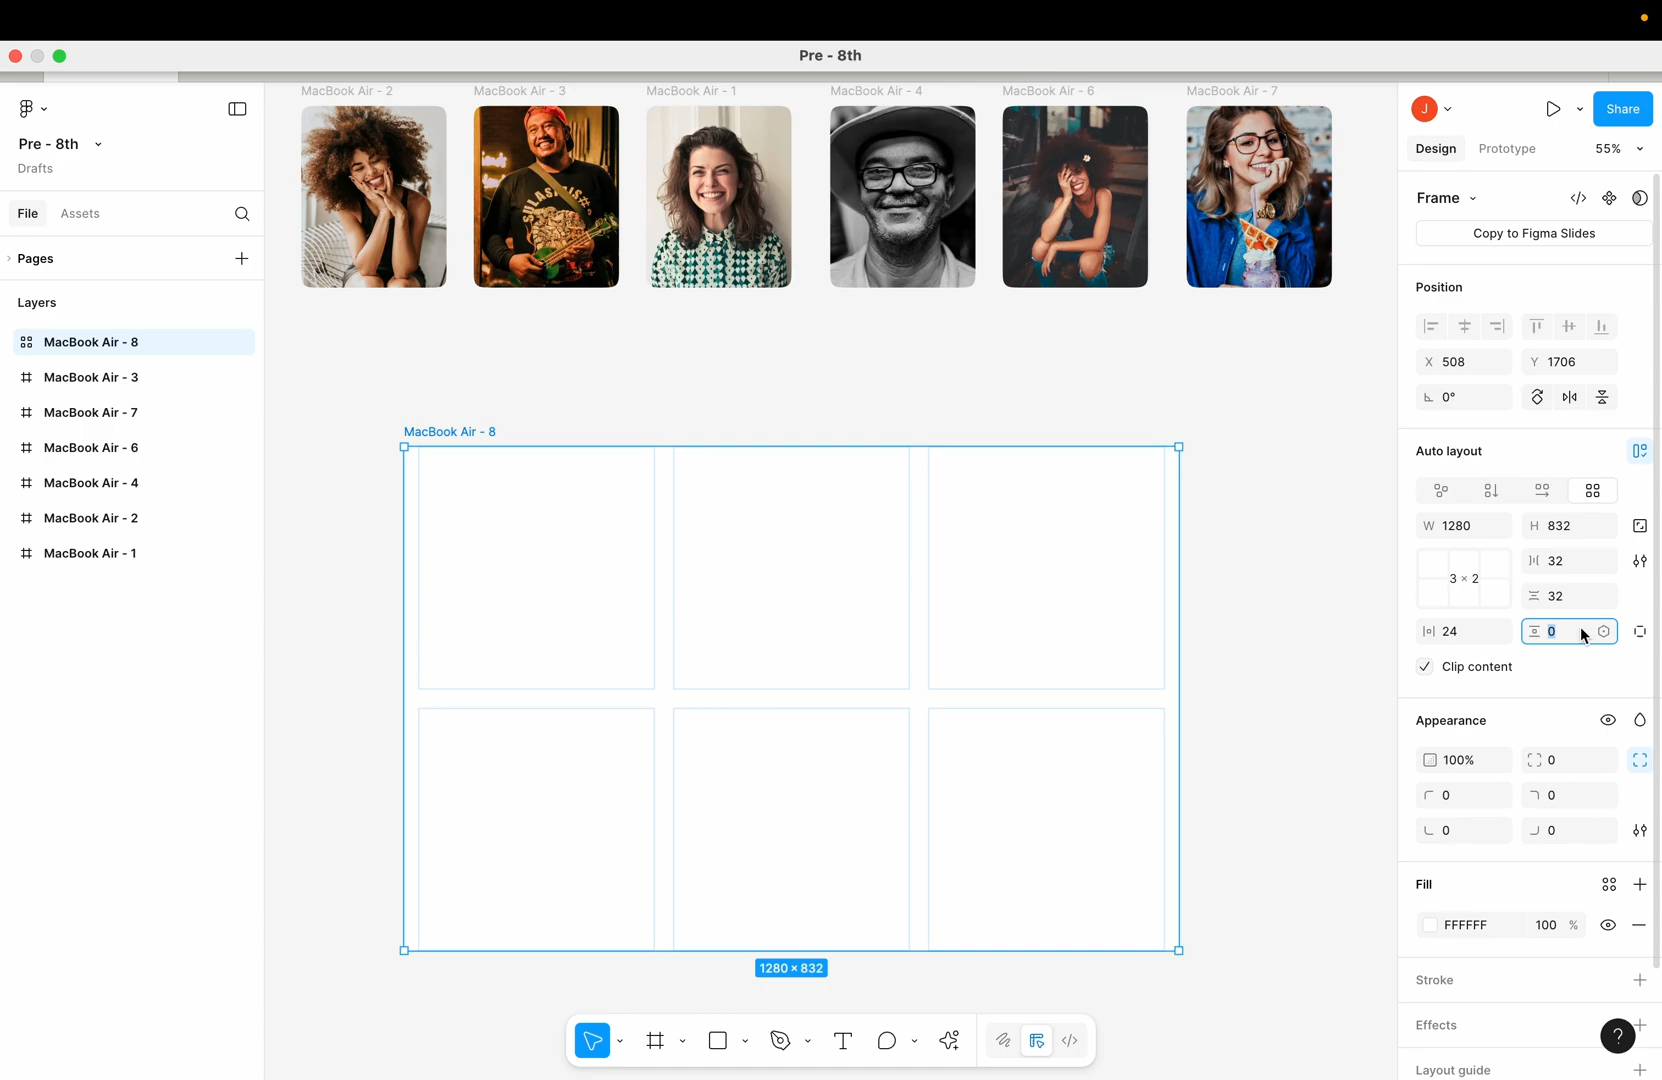 Pre - 8th
Pre - 8th
Drafts
File
Assets
Pages
Layers
MacBook Air - 8
MacBook Air - 3
MacBook Air - 7
MacBook Air - 6
MacBook Air - 4
MacBook Air - 2
MacBook Air - 1
MacBook Air - 2
MacBook Air - 3
MacBook Air - 1
MacBook Air - 4
MacBook Air - 6
MacBook Air - 7
MacBook Air - 8
1280 × 832
J
Share
Design
Prototype
55%
Frame
Copy to Figma Slides
Position
X 508
Y 1706
0°
Auto layout
W 1280
H 832
3 × 2
32
32
24
0
Clip content
Appearance
100%
0
0
0
0
0
Fill
FFFFFF
100 %
Stroke
Effects
?
Layout guide